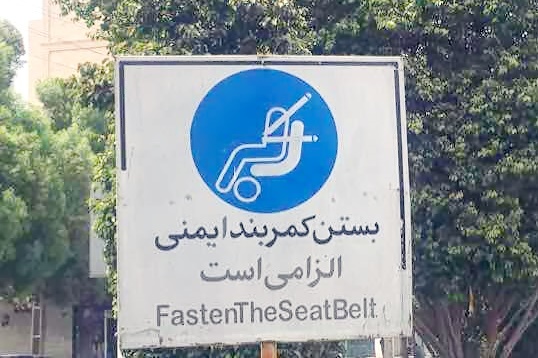 بستن کمربند ایمنی
الزامی است
FastenTheSeatBelt